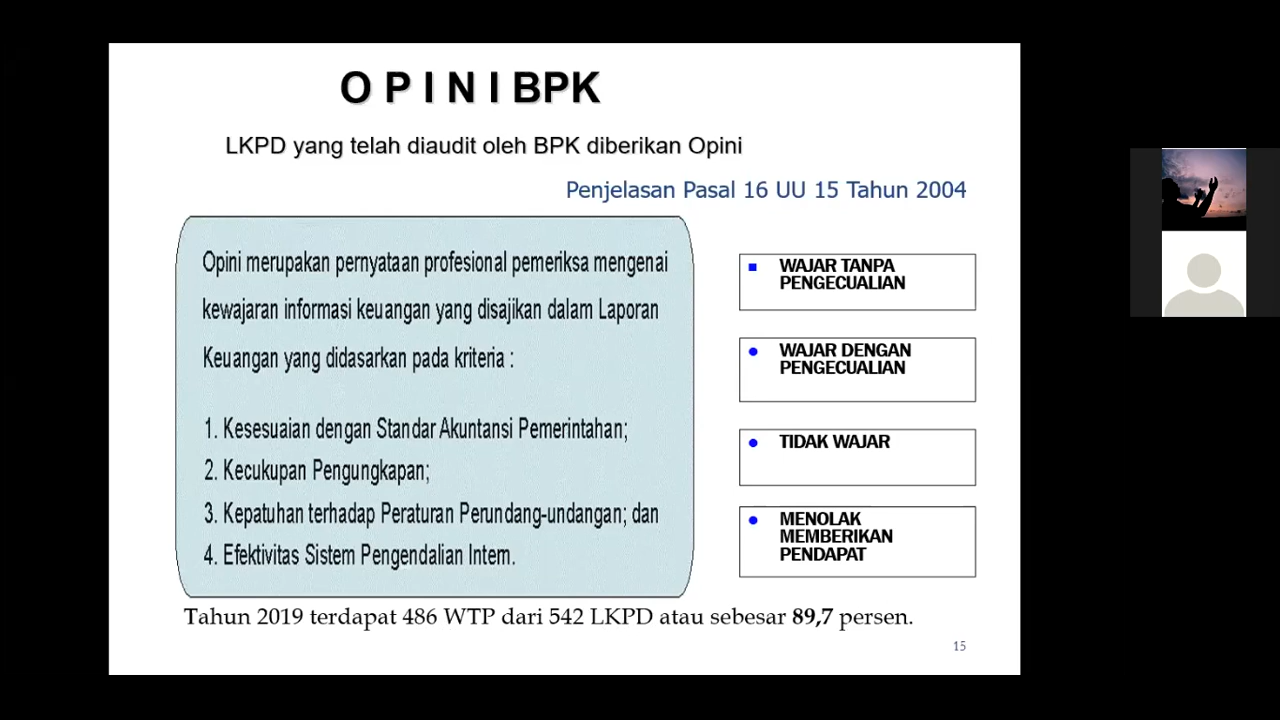 O P I N I BPK
LKPD yang telah diaudit oleh BPK diberikan Opini
Penjelasan Pasal 16 UU 15 Tahun 2004
Opini merupakan pernyataan profesional pemeriksa mengenai
kewajaran informasi keuangan yang disajikan dalam Laporan
Keuangan yang didasarkan pada kriteria :
1. Kesesuaian dengan Standar Akuntansi Pemerintahan;
2. Kecukupan Pengungkapan;
3. Kepatuhan terhadap Peraturan Perundang-undangan; dan
4. Efektivitas Sistem Pengendalian Intern.
WAJAR TANPA
PENGECUALIAN
WAJAR DENGAN
PENGECUALIAN
TIDAK WAJAR
MENOLAK
MEMBERIKAN
PENDAPAT
Tahun 2019 terdapat 486 WTP dari 542 LKPD atau sebesar 89,7 persen.
15